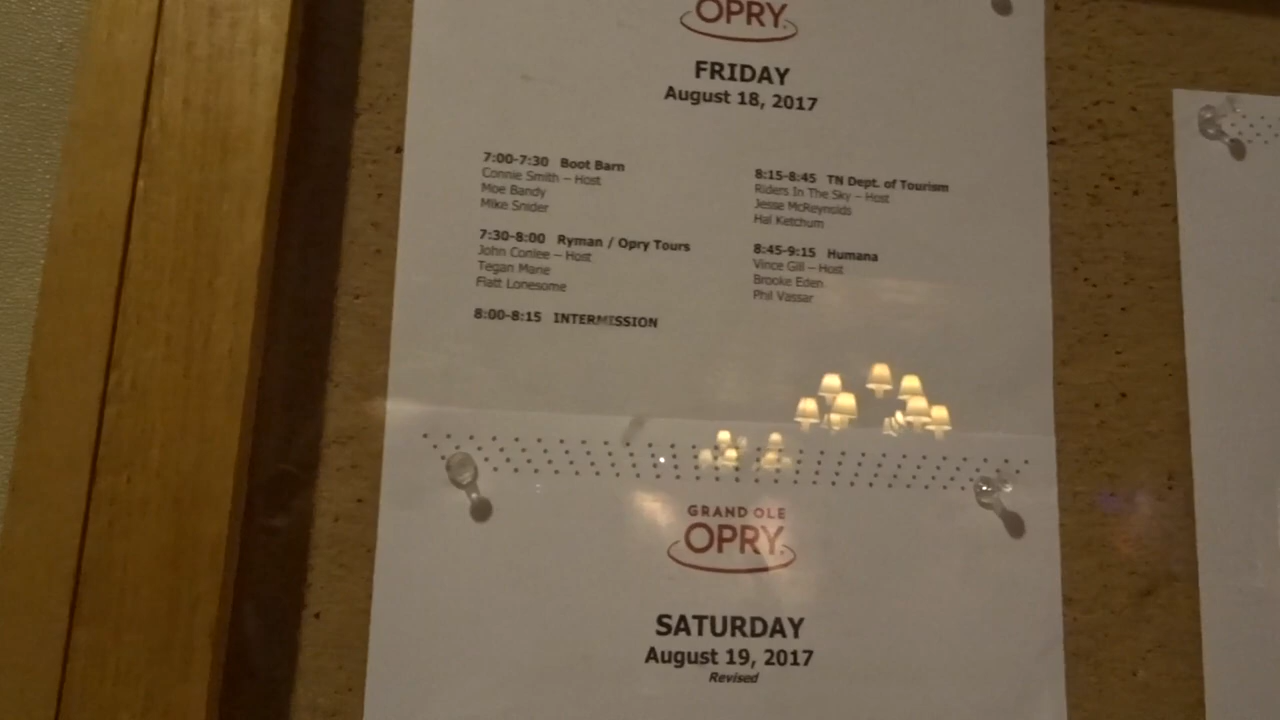 OPRY
FRIDAY
August 18, 2017
7:00-7:30 Boot Barn
Connie Smith – Host
Moe Bandy
Mike Snider
7:30-8:00 Ryman / Opry Tours
John Conlee – Host
Tegan Marie
Flatt Lonesome
8:00-8:15 INTERMISSION
8:15-8:45 TN Dept. of Tourism
Riders In The Sky – Host
Jesse McReynolds
Hal Ketchum
8:45-9:15 Humana
Vince Gill – Host
Brooke Eden
Phil Vassar
GRAND OLE
OPRY
SATURDAY
August 19, 2017
Revised